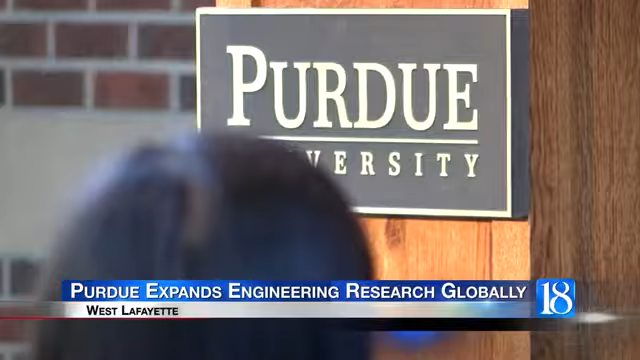 PURDUE
VERSITY
PURDUE EXPANDS ENGINEERING RESEARCH GLOBALLY
18
WEST LAFAYETTE